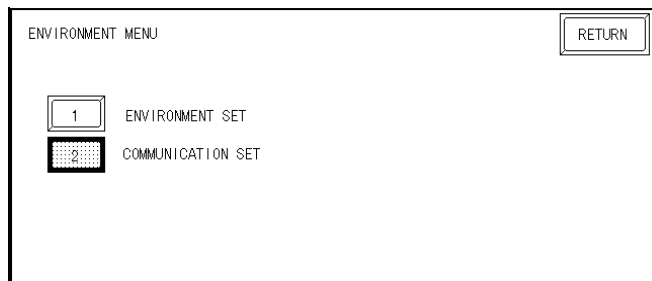 ENVIRONMENT MENU
RETURN
1 ENVIRONMENT SET
2 COMMUNICATION SET